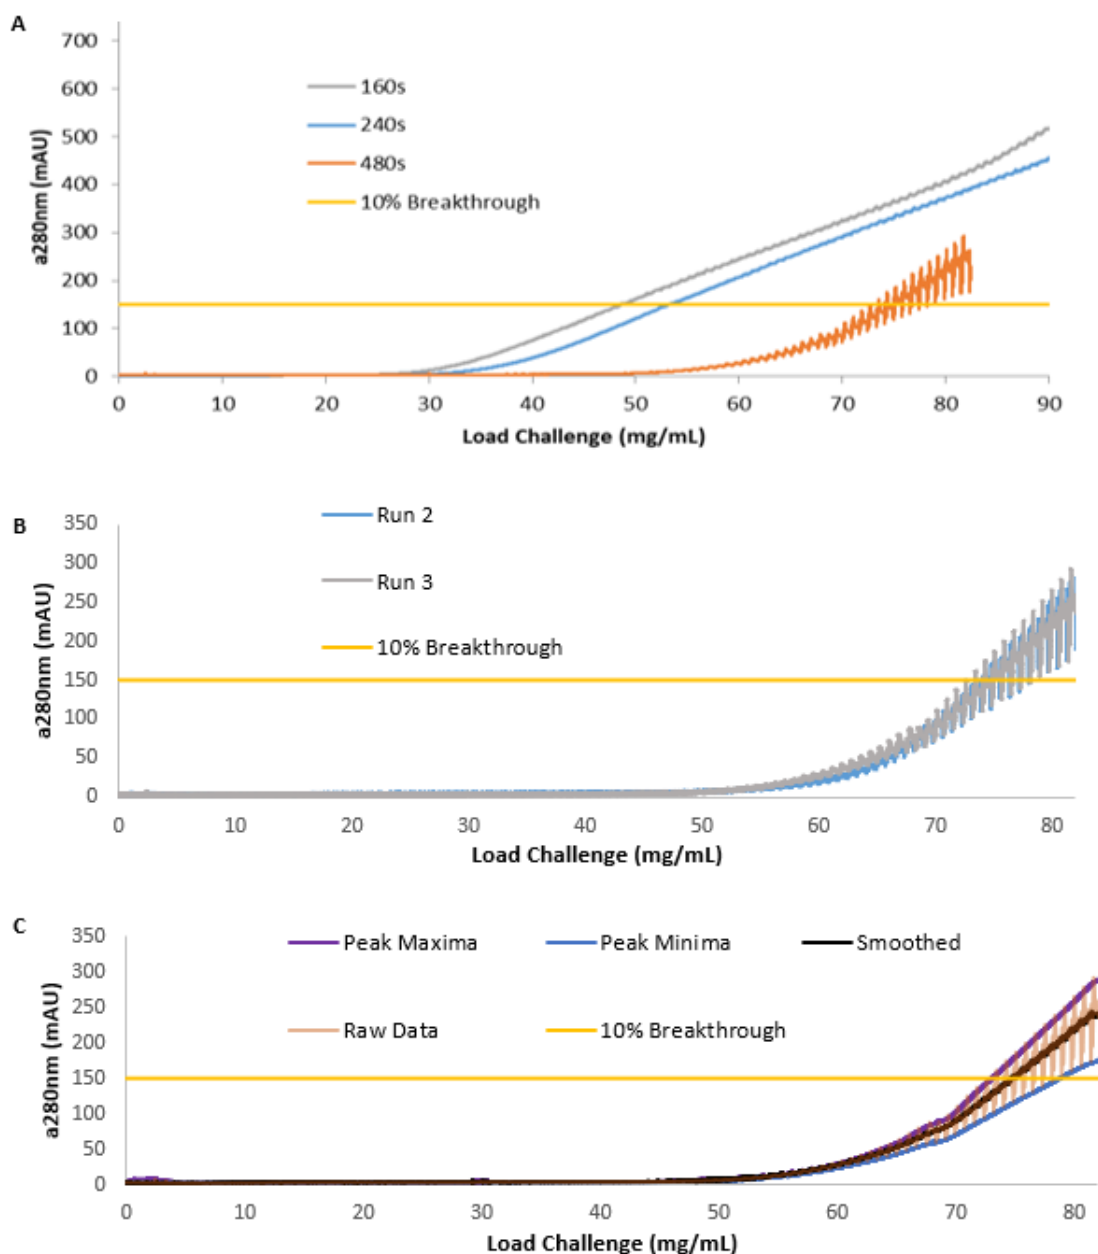 A
700
600
500
400
300
200
100
0
a280nm (mAU)
160s
240s
480s
10% Breakthrough
0 10 20 30 40 50 60 70 80 90
Load Challenge (mg/mL)
B
350
300
250
200
150
100
50
0
a280nm (mAU)
Run 2
Run 3
10% Breakthrough
0 10 20 30 40 50 60 70 80
Load Challenge (mg/mL)
C
350
300
250
200
150
100
50
0
a280nm (mAU)
Peak Maxima Peak Minima Smoothed
Raw Data 10% Breakthrough
0 10 20 30 40 50 60 70 80
Load Challenge (mg/mL)